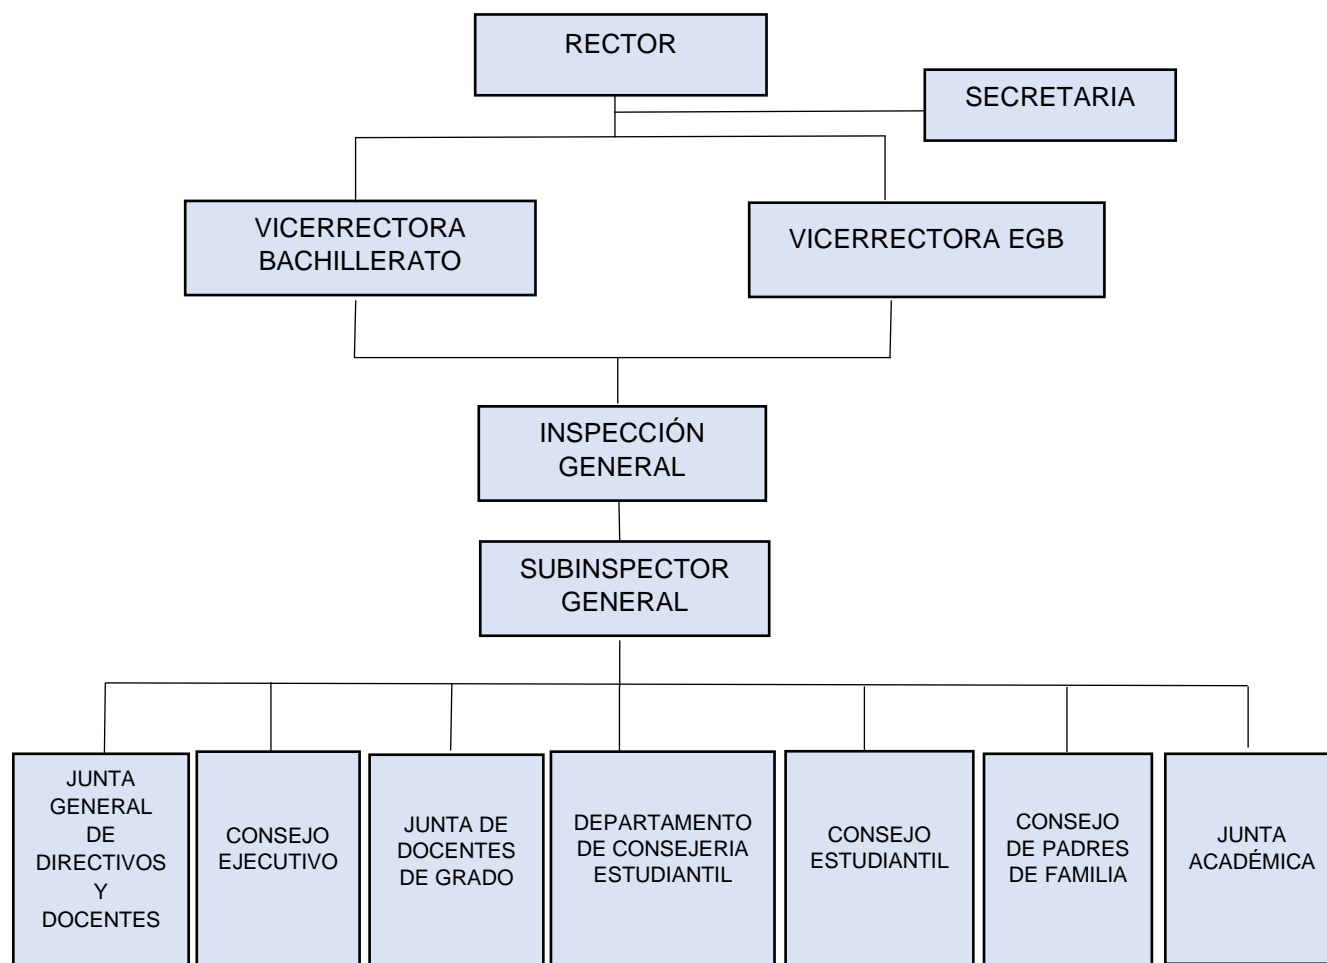 RECTOR
SECRETARIA
VICERRECTORA
BACHILLERATO
VICERRECTORA EGB
INSPECCIÓN
GENERAL
SUBINSPECTOR
GENERAL
JUNTA
GENERAL
DE
DIRECTIVOS
Y
DOCENTES
CONSEJO
EJECUTIVO
JUNTA DE
DOCENTES
DE GRADO
DEPARTAMENTO
DE CONSEJERIA
ESTUDIANTIL
CONSEJO
ESTUDIANTIL
CONSEJO
DE PADRES
DE FAMILIA
JUNTA
ACADÉMICA